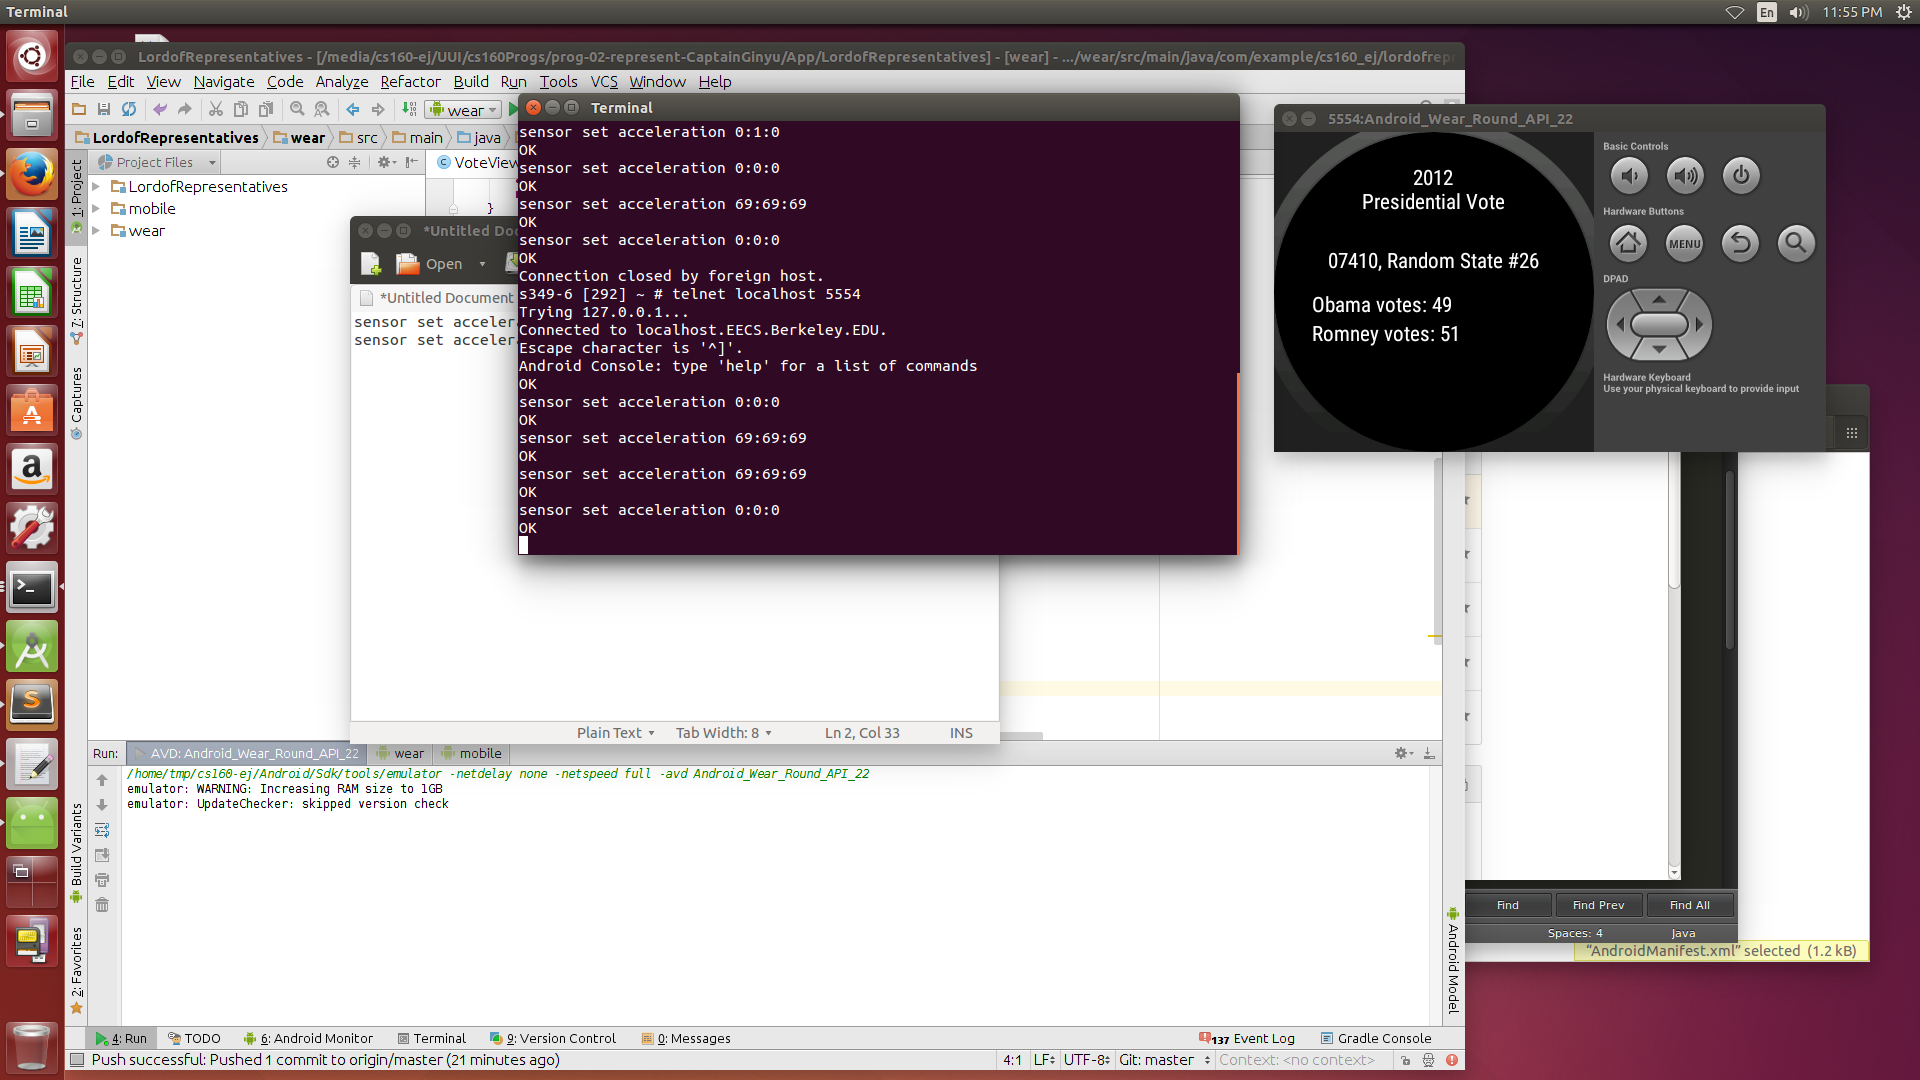 Terminal
En
11:55 PM
LordofRepresentatives - [/media/cs160-ej/UUI/cs160Progs/prog-02-represent-CaptainGinyu/App/LordofRepresentatives] - [wear] - .../wear/src/main/java/com/example/cs160_ej/lordofrep
File Edit View Navigate Code Analyze Refactor Build Run Tools VCS Window Help
wear
LordofRepresentatives wear src main java
Project Files
VoteView
1: Project
7: Structure
Captures
Build Variants
2: Favorites
LordofRepresentatives
mobile
wear
}
*Untitled Doc
Open
*Untitled Document
sensor set acceler
sensor set acceler
Plain Text Tab Width: 8 Ln 2, Col 33 INS
Terminal
sensor set acceleration 0:1:0
OK
sensor set acceleration 0:0:0
OK
sensor set acceleration 69:69:69
OK
sensor set acceleration 0:0:0
OK
Connection closed by foreign host.
s349-6 [292] ~ # telnet localhost 5554
Trying 127.0.0.1...
Connected to localhost.EECS.Berkeley.EDU.
Escape character is '^]'.
Android Console: type 'help' for a list of commands
OK
sensor set acceleration 0:0:0
OK
sensor set acceleration 69:69:69
OK
sensor set acceleration 69:69:69
OK
sensor set acceleration 0:0:0
OK
5554:Android_Wear_Round_API_22
2012
Presidential Vote
07410, Random State #26
Obama votes: 49
Romney votes: 51
Basic Controls
Hardware Buttons
MENU
DPAD
Hardware Keyboard
Use your physical keyboard to provide input
Run: AVD: Android_Wear_Round_API_22 wear mobile
/home/tmp/cs160-ej/Android/Sdk/tools/emulator -netdelay none -netspeed full -avd Android_Wear_Round_API_22
emulator: WARNING: Increasing RAM size to 1GB
emulator: UpdateChecker: skipped version check
Android Model
Find Find Prev Find All
Spaces: 4 Java
“AndroidManifest.xml” selected (1.2 kB)
4: Run TODO 6: Android Monitor Terminal 9: Version Control 0: Messages 137 Event Log Gradle Console
Push successful: Pushed 1 commit to origin/master (21 minutes ago) 4:1 LF UTF-8 Git: master Context: <no context>